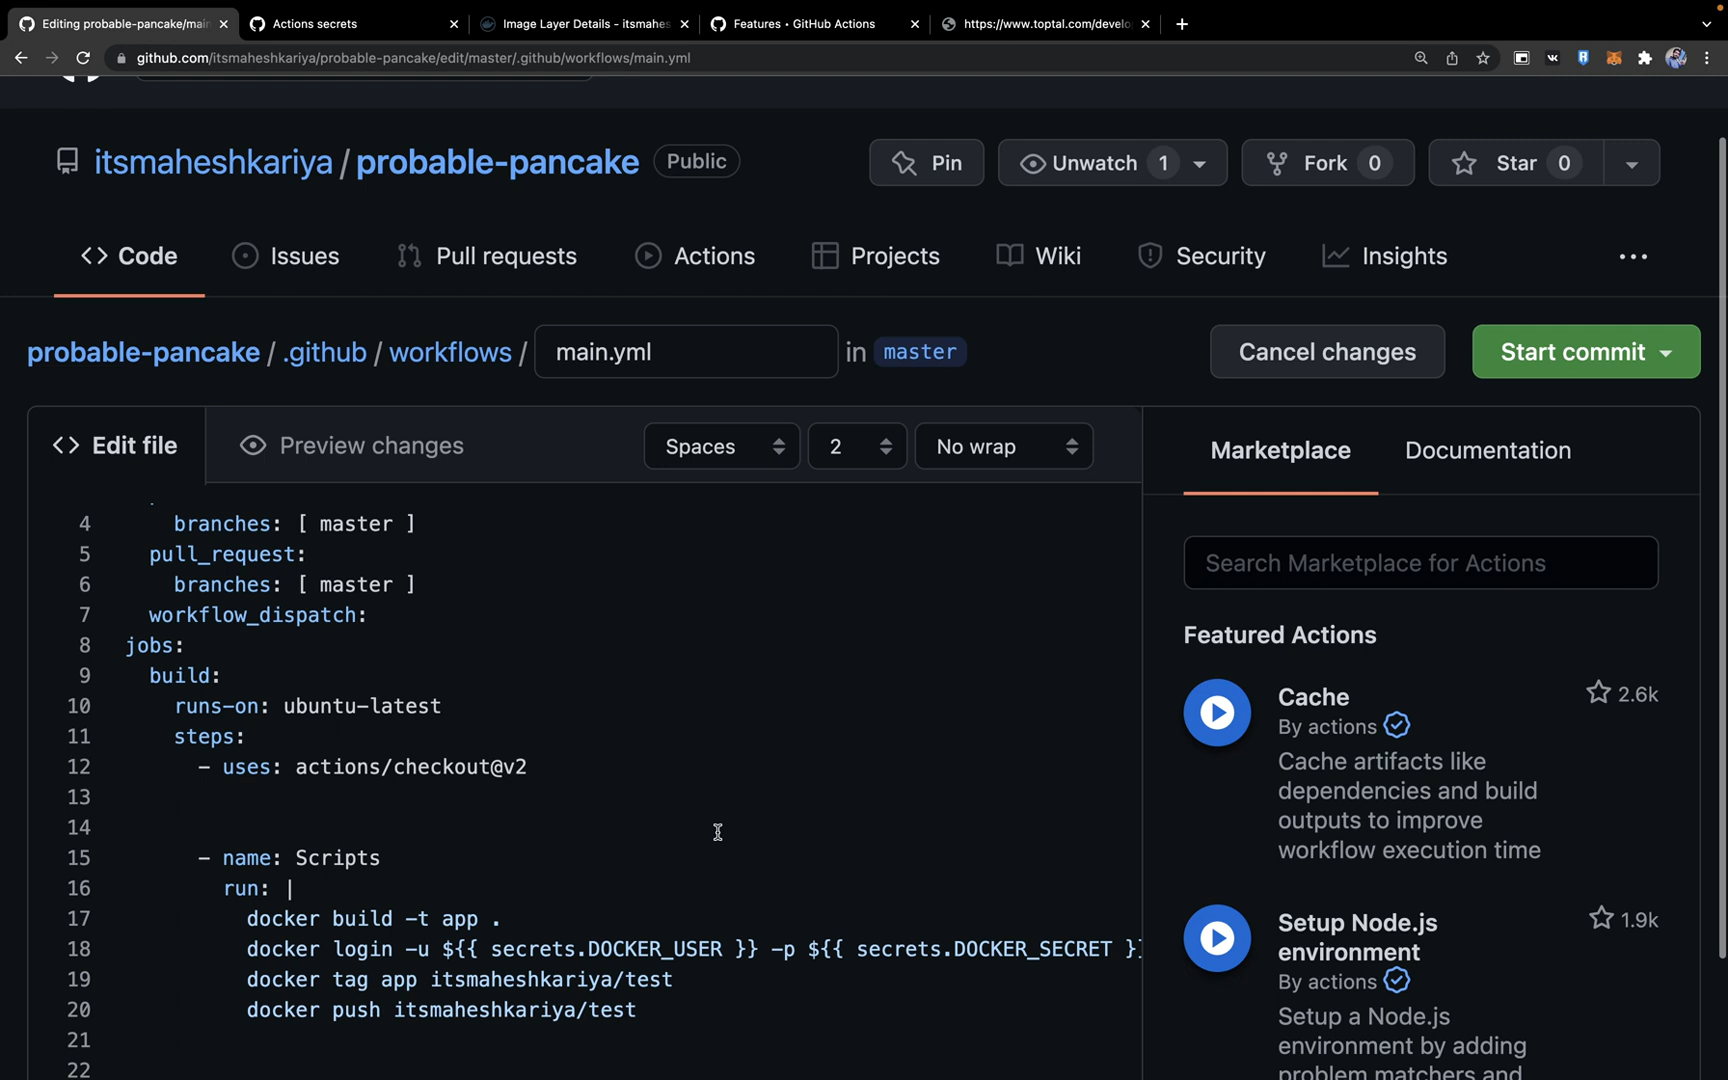 Editing probable-pancake/main
Actions secrets
Image Layer Details - itsmahes
Features • GitHub Actions
https://www.toptal.com/develo
github.com/itsmaheshkariya/probable-pancake/edit/master/.github/workflows/main.yml
itsmaheshkariya / probable-pancake Public
Pin
Unwatch 1
Fork 0
Star 0
Code
Issues
Pull requests
Actions
Projects
Wiki
Security
Insights
probable-pancake / .github / workflows / main.yml in master
Cancel changes
Start commit
Edit file
Preview changes
Spaces
2
No wrap
Marketplace
Documentation
4 branches: [ master ]
5 pull_request:
6 branches: [ master ]
7 workflow_dispatch:
8 jobs:
9 build:
10 runs-on: ubuntu-latest
11 steps:
12 - uses: actions/checkout@v2
13
14
15 - name: Scripts
16 run: |
17 docker build -t app .
18 docker login -u ${{ secrets.DOCKER_USER }} -p ${{ secrets.DOCKER_SECRET }}
19 docker tag app itsmaheshkariya/test
20 docker push itsmaheshkariya/test
21
22
Search Marketplace for Actions
Featured Actions
Cache
2.6k
By actions
Cache artifacts like
dependencies and build
outputs to improve
workflow execution time
Setup Node.js
environment
1.9k
By actions
Setup a Node.js
environment by adding
problem matchers and